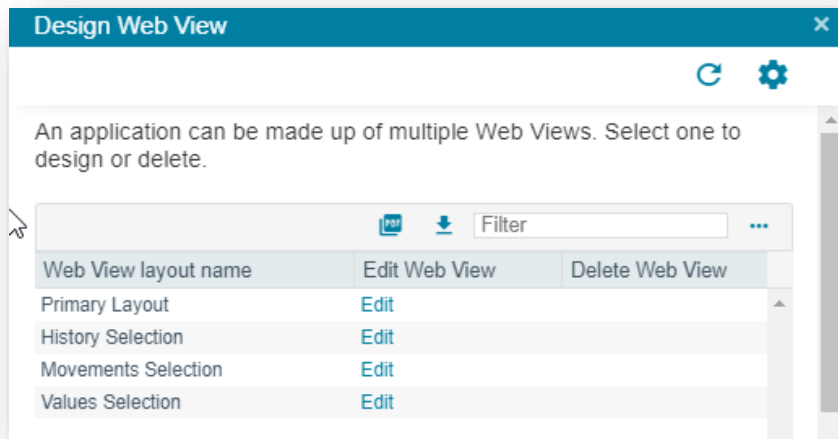 Design Web View
An application can be made up of multiple Web Views. Select one to
design or delete.
PDF
Filter
Web View layout name Edit Web View Delete Web View
Primary Layout Edit
History Selection Edit
Movements Selection Edit
Values Selection Edit